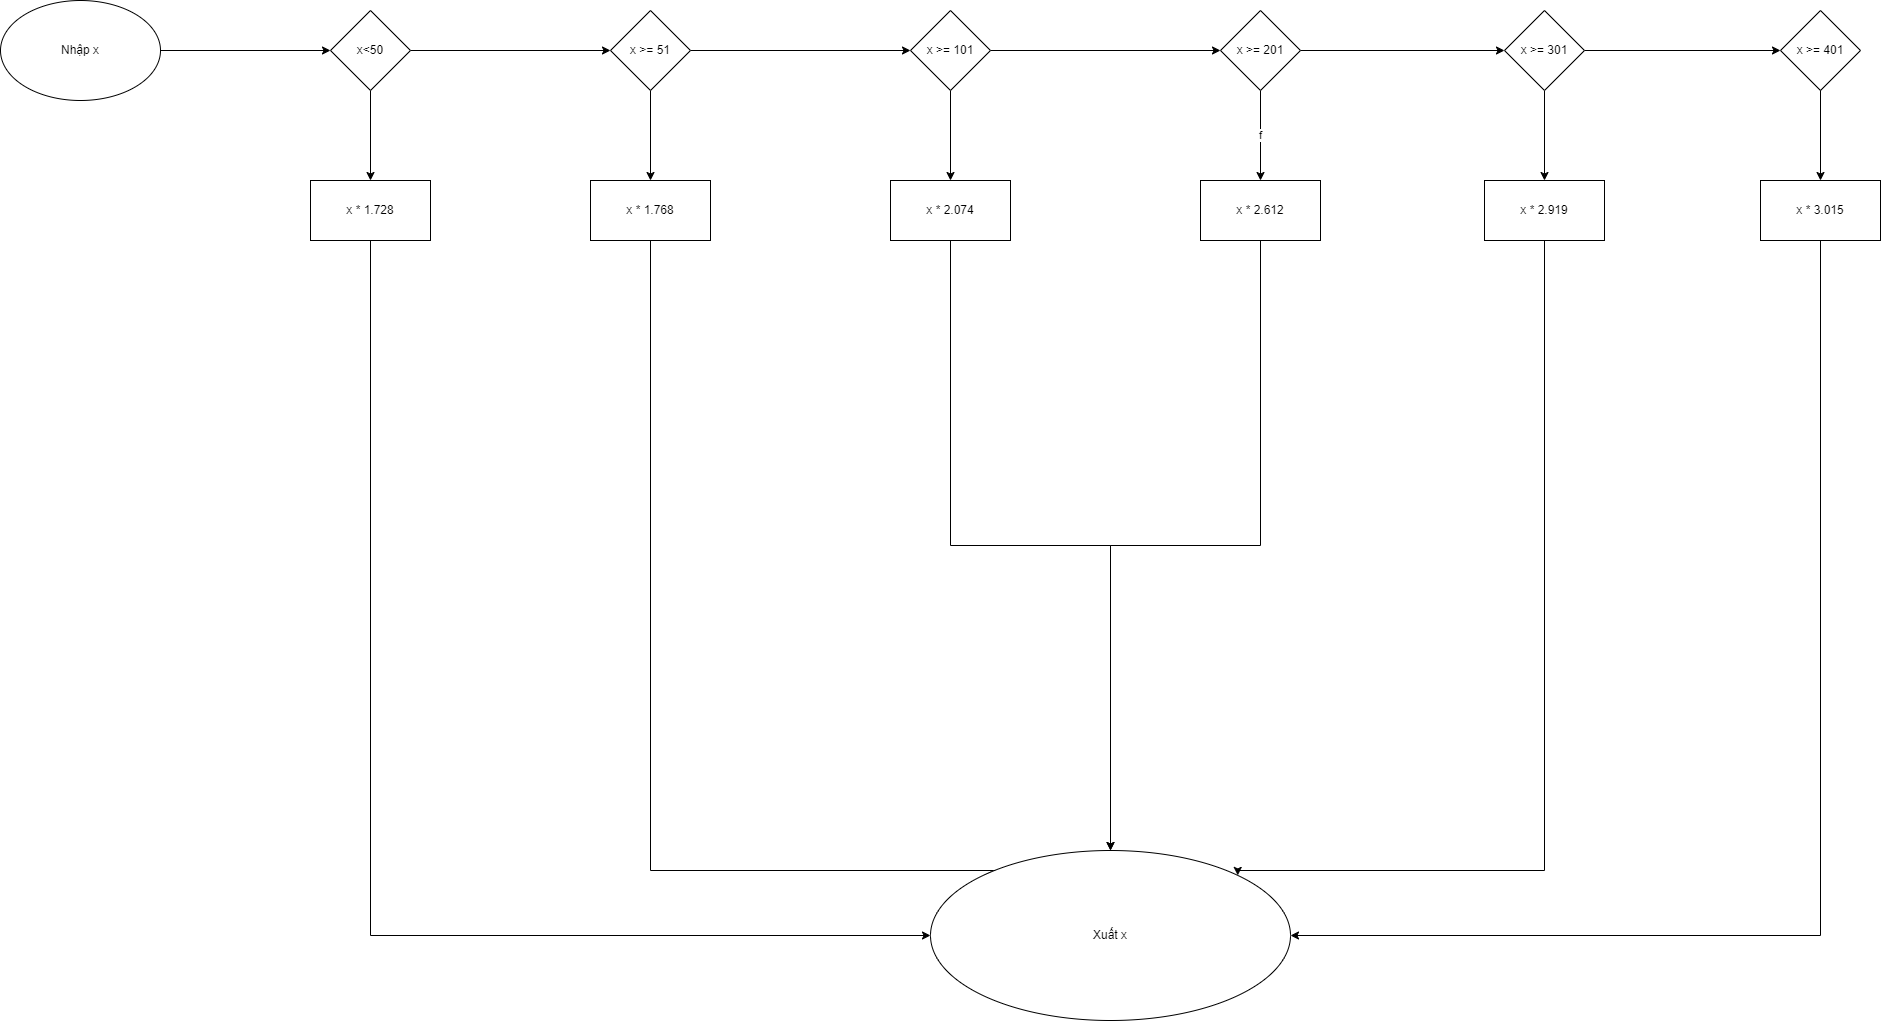 Nhập x
x<50
x >= 51
x >= 101
x >= 201
x >= 301
x >= 401
f
x * 1.728
x * 1.768
x * 2.074
x * 2.612
x * 2.919
x * 3.015
Xuất x